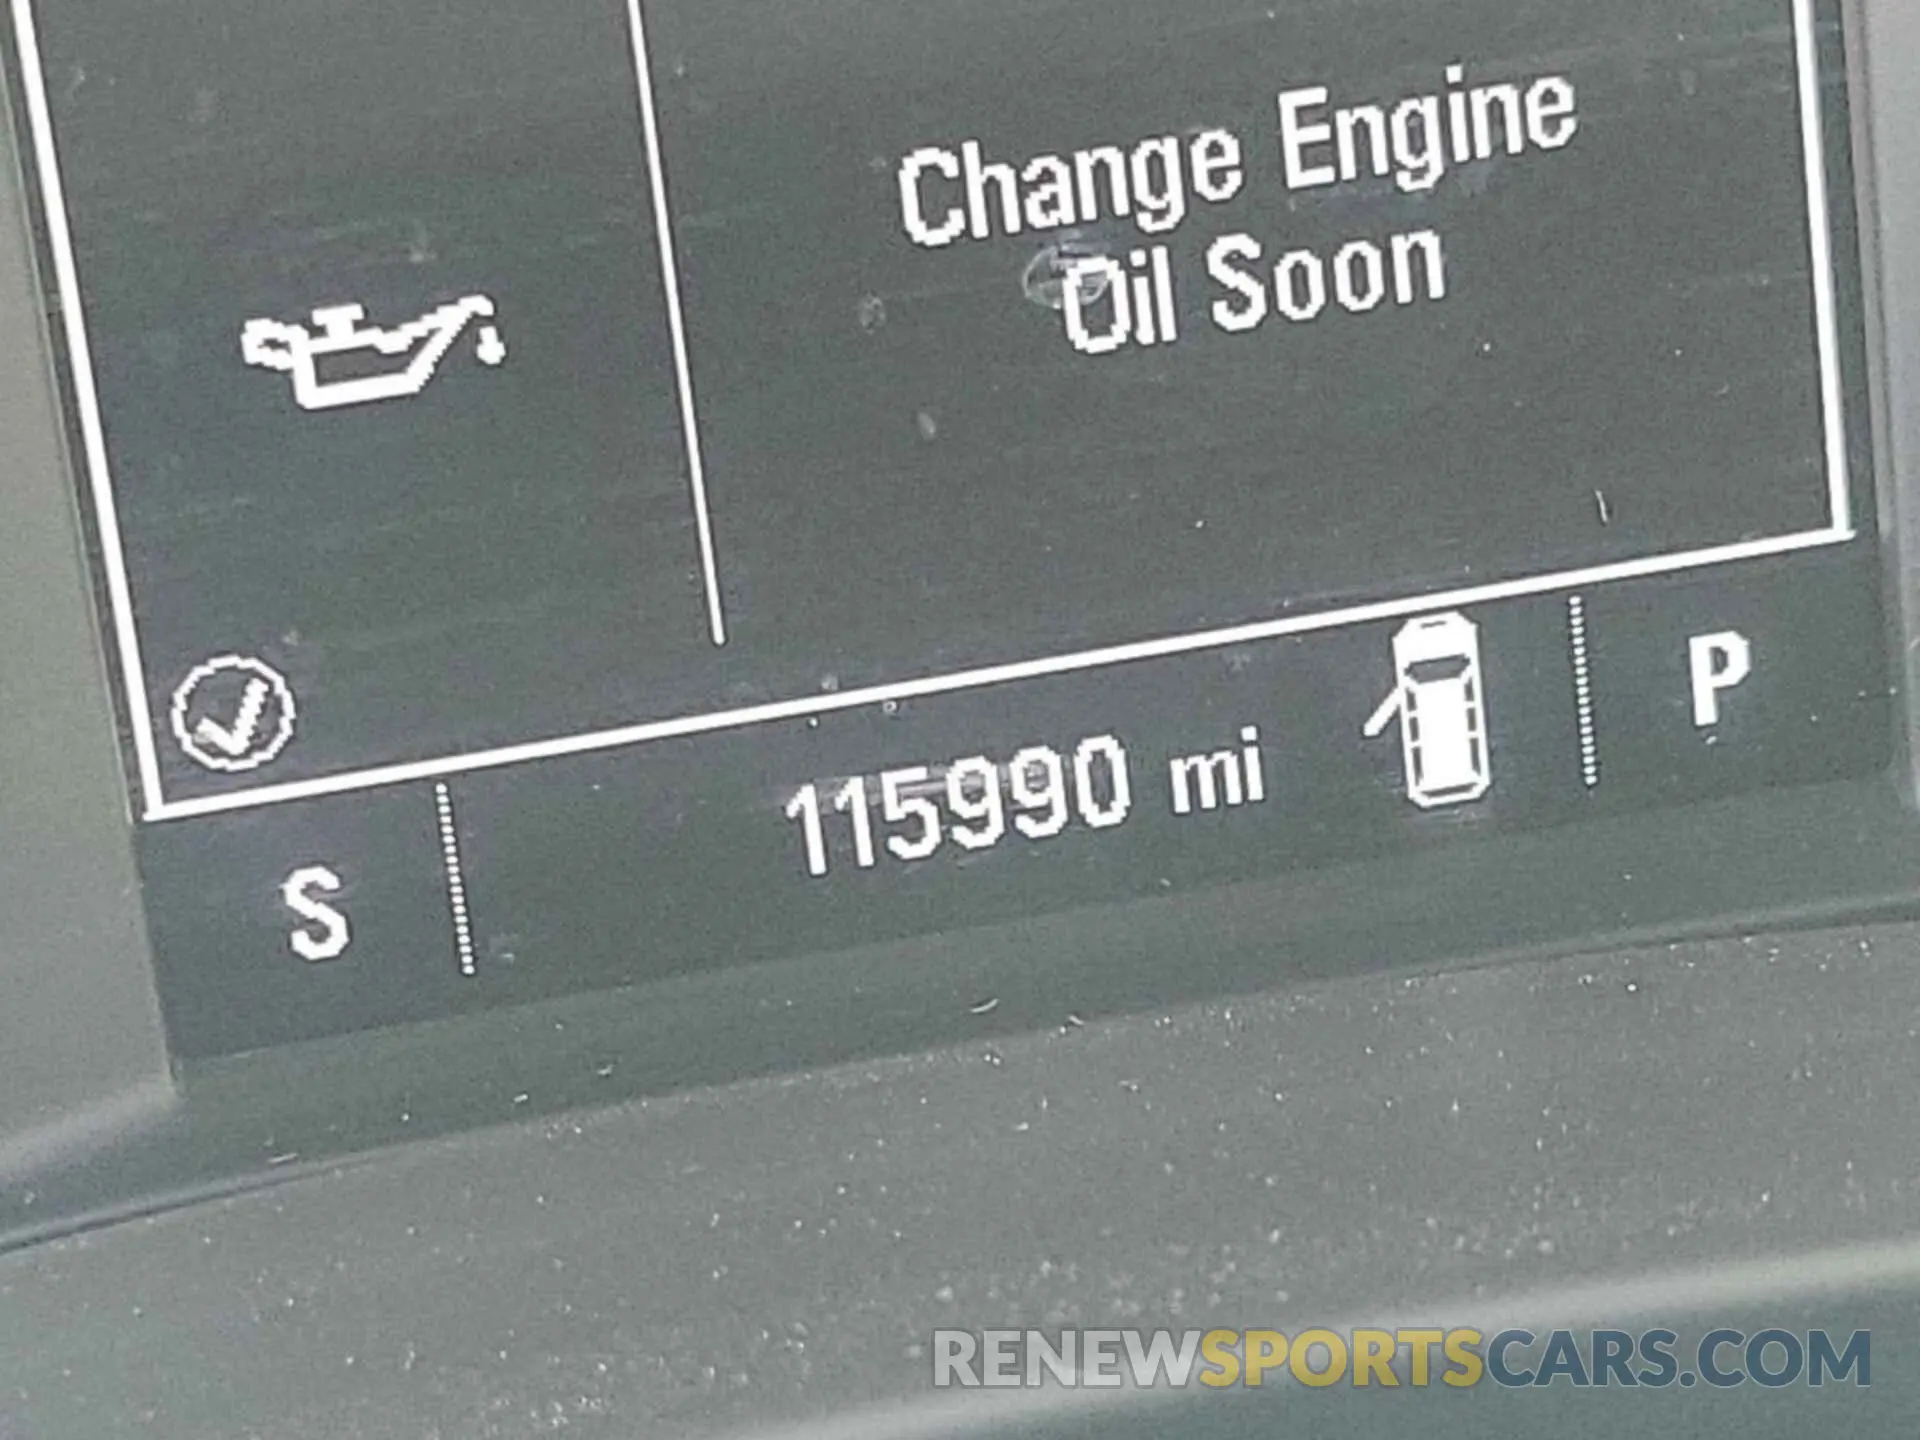 Change Engine
Oil Soon
115990 mi
P
S
RENEWSPORTSCARS.COM